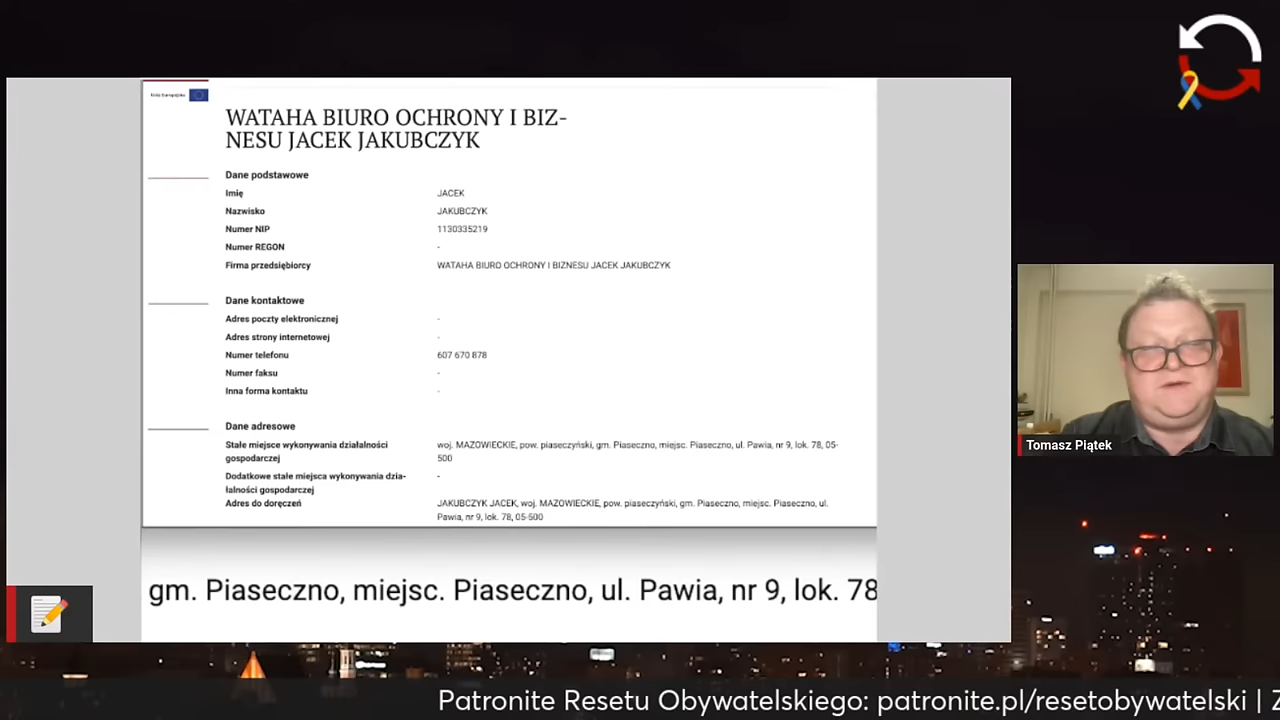 Unia Europejska
WATAHA BIURO OCHRONY I BIZ-
NESU JACEK JAKUBCZYK
Dane podstawowe
Imię JACEK
Nazwisko JAKUBCZYK
Numer NIP 1130335219
Numer REGON -
Firma przedsiębiorcy WATAHA BIURO OCHRONY I BIZNESU JACEK JAKUBCZYK
Dane kontaktowe
Adres poczty elektronicznej -
Adres strony internetowej -
Numer telefonu 607 670 878
Numer faksu -
Inna forma kontaktu -
Dane adresowe
Stałe miejsce wykonywania działalności woj. MAZOWIECKIE, pow. piaseczyński, gm. Piaseczno, miejsc. Piaseczno, ul. Pawia, nr 9, lok. 78, 05-
gospodarczej 500
Dodatkowe stałe miejsca wykonywania dzia- -
łalności gospodarczej
Adres do doręczeń JAKUBCZYK JACEK, woj. MAZOWIECKIE, pow. piaseczyński, gm. Piaseczno, miejsc. Piaseczno, ul.
Pawia, nr 9, lok. 78, 05-500
gm. Piaseczno, miejsc. Piaseczno, ul. Pawia, nr 9, lok. 78
Tomasz Piątek
Patronite Resetu Obywatelskiego: patronite.pl/resetobywatelski | Z